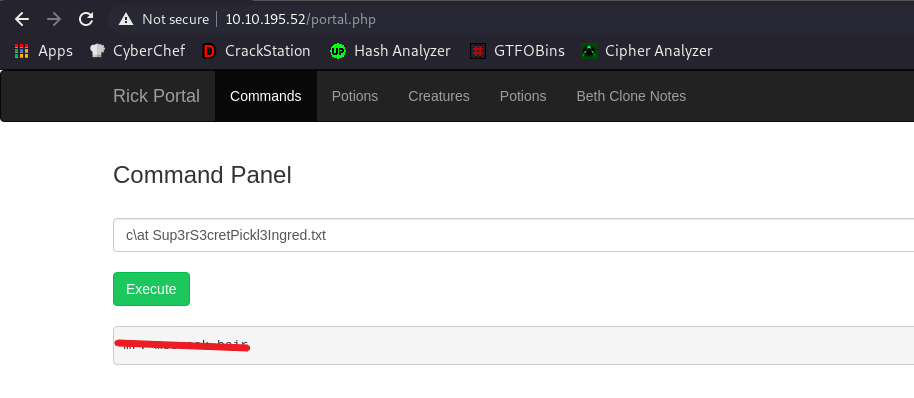 Not secure 10.10.195.52/portal.php
Apps CyberChef CrackStation Hash Analyzer GTFOBins Cipher Analyzer
Rick Portal Commands Potions Creatures Potions Beth Clone Notes
Command Panel
c\at Sup3rS3cretPickl3Ingred.txt
Execute